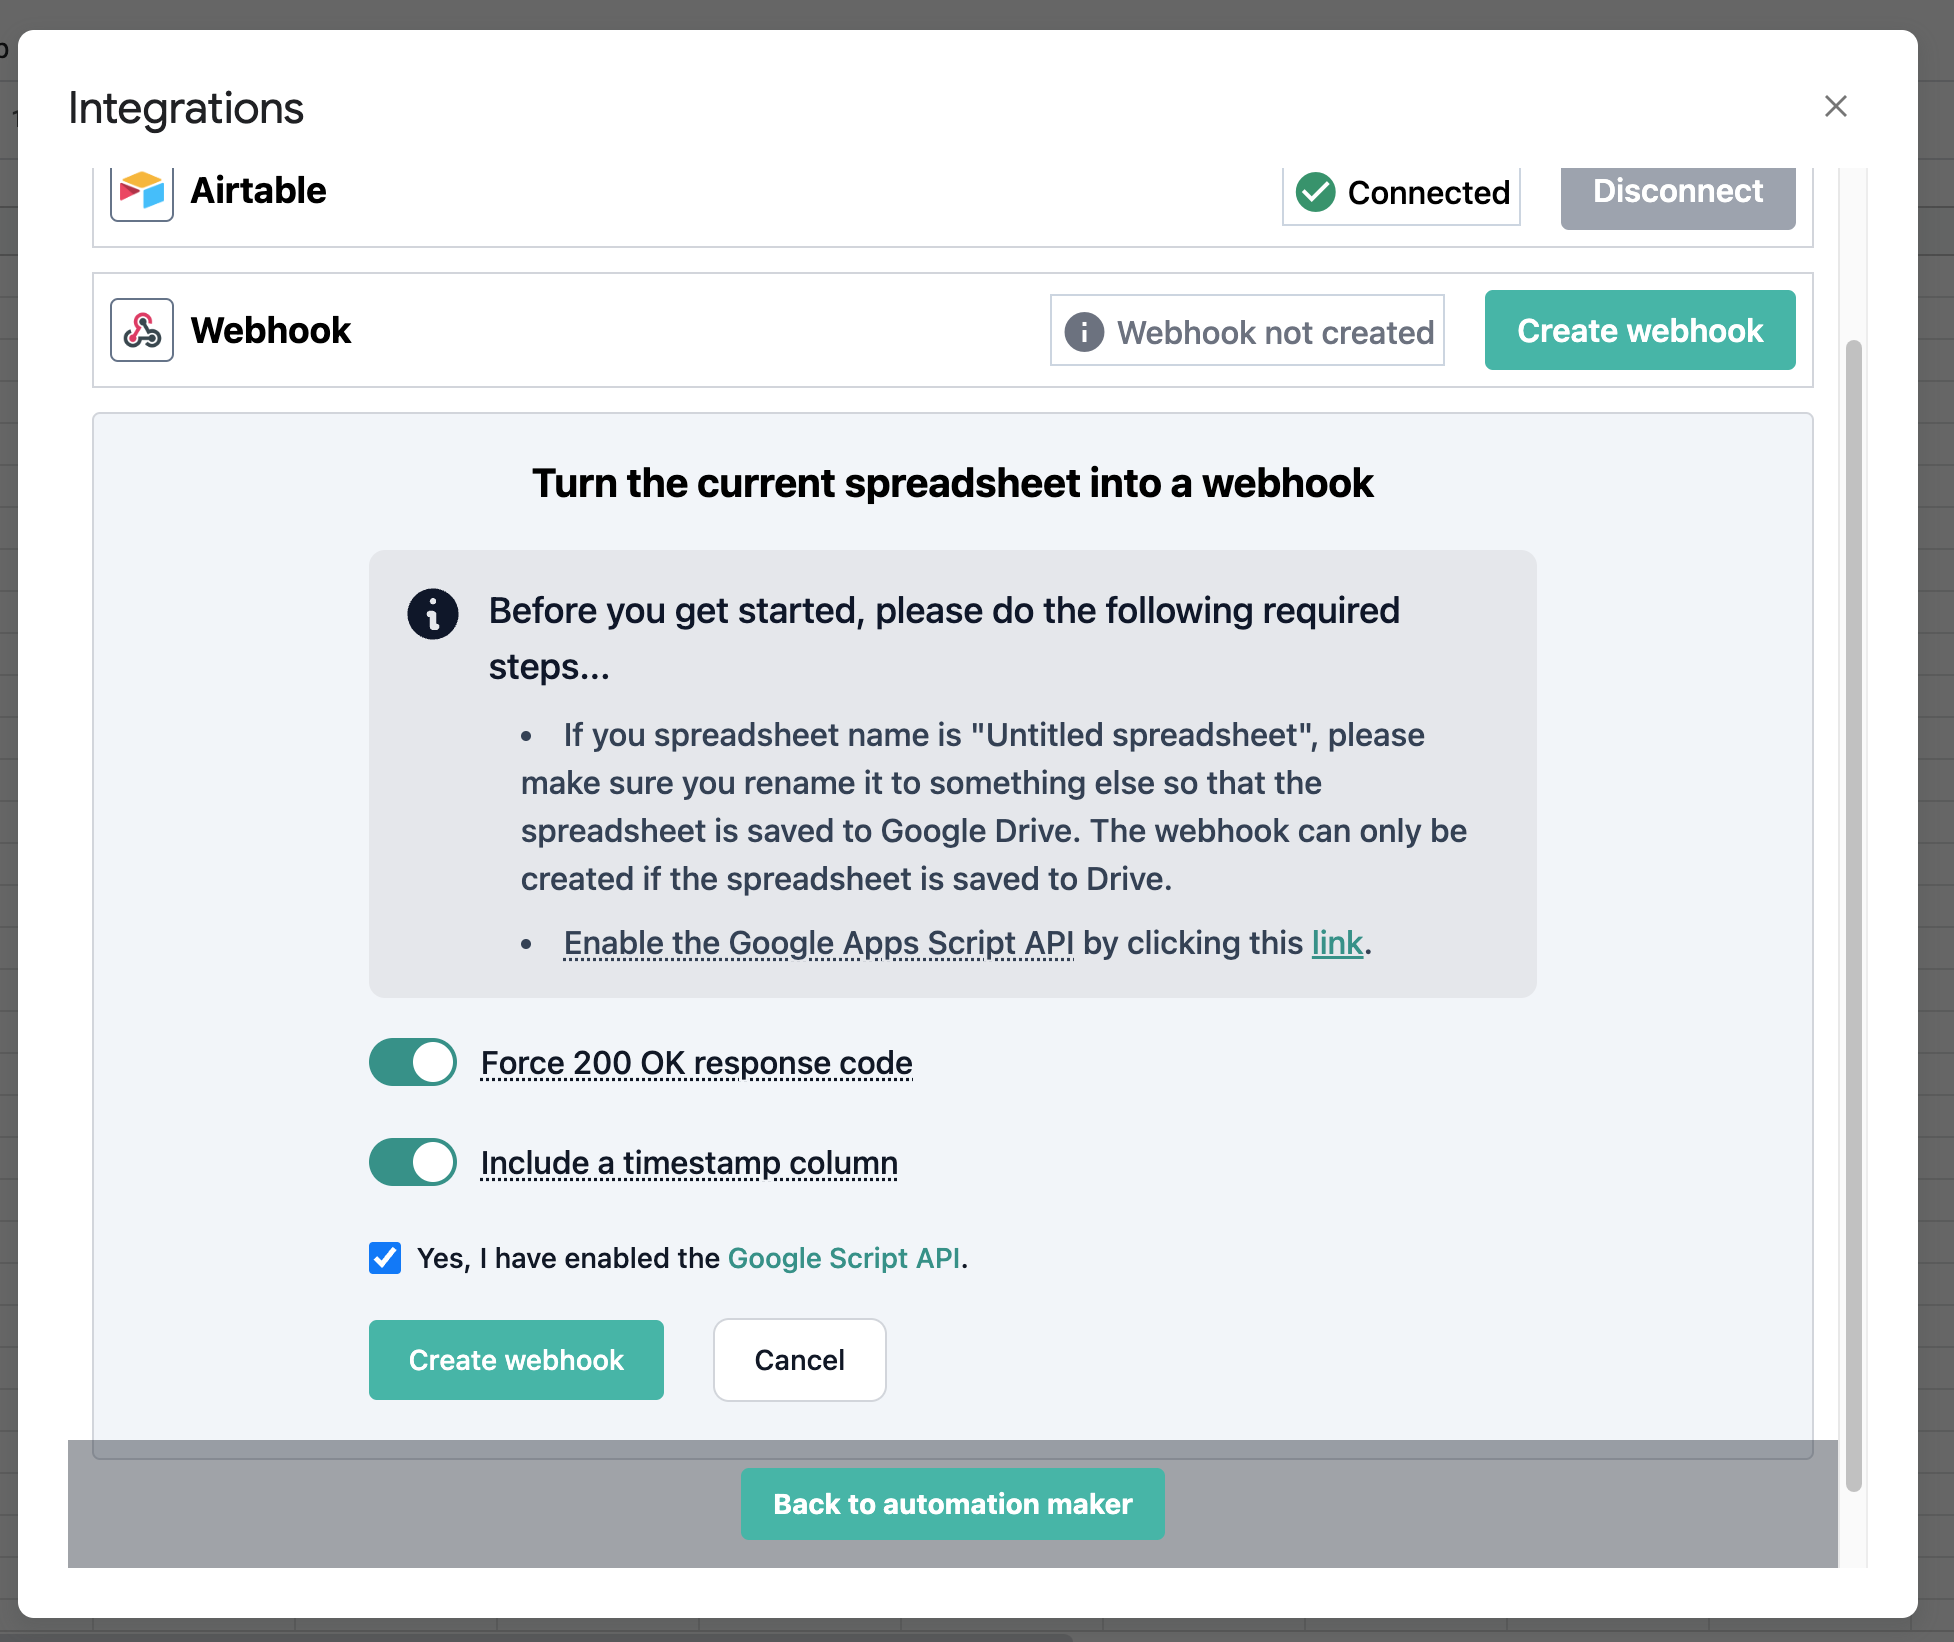 Integrations
Airtable
Connected
Disconnect
Webhook
Webhook not created
Create webhook
Turn the current spreadsheet into a webhook
Before you get started, please do the following required
steps...
• If you spreadsheet name is "Untitled spreadsheet", please
make sure you rename it to something else so that the
spreadsheet is saved to Google Drive. The webhook can only be
created if the spreadsheet is saved to Drive.
• Enable the Google Apps Script API by clicking this link.
Force 200 OK response code
Include a timestamp column
Yes, I have enabled the Google Script API.
Create webhook
Cancel
Back to automation maker